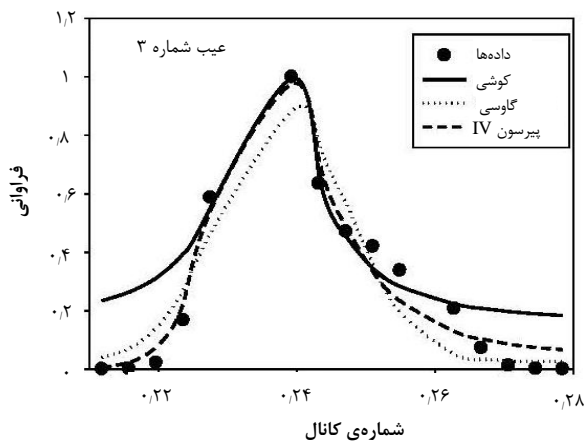 عیب شماره ۳
داده‌ها
کوشی
گاوسی
پیرسون IV
۱٫۲
۱
۰٫۸
۰٫۶
۰٫۴
۰٫۲
۰
فراوانی
۰٫۲۲
۰٫۲۴
۰٫۲۶
۰٫۲۸
شماره‌ی کانال